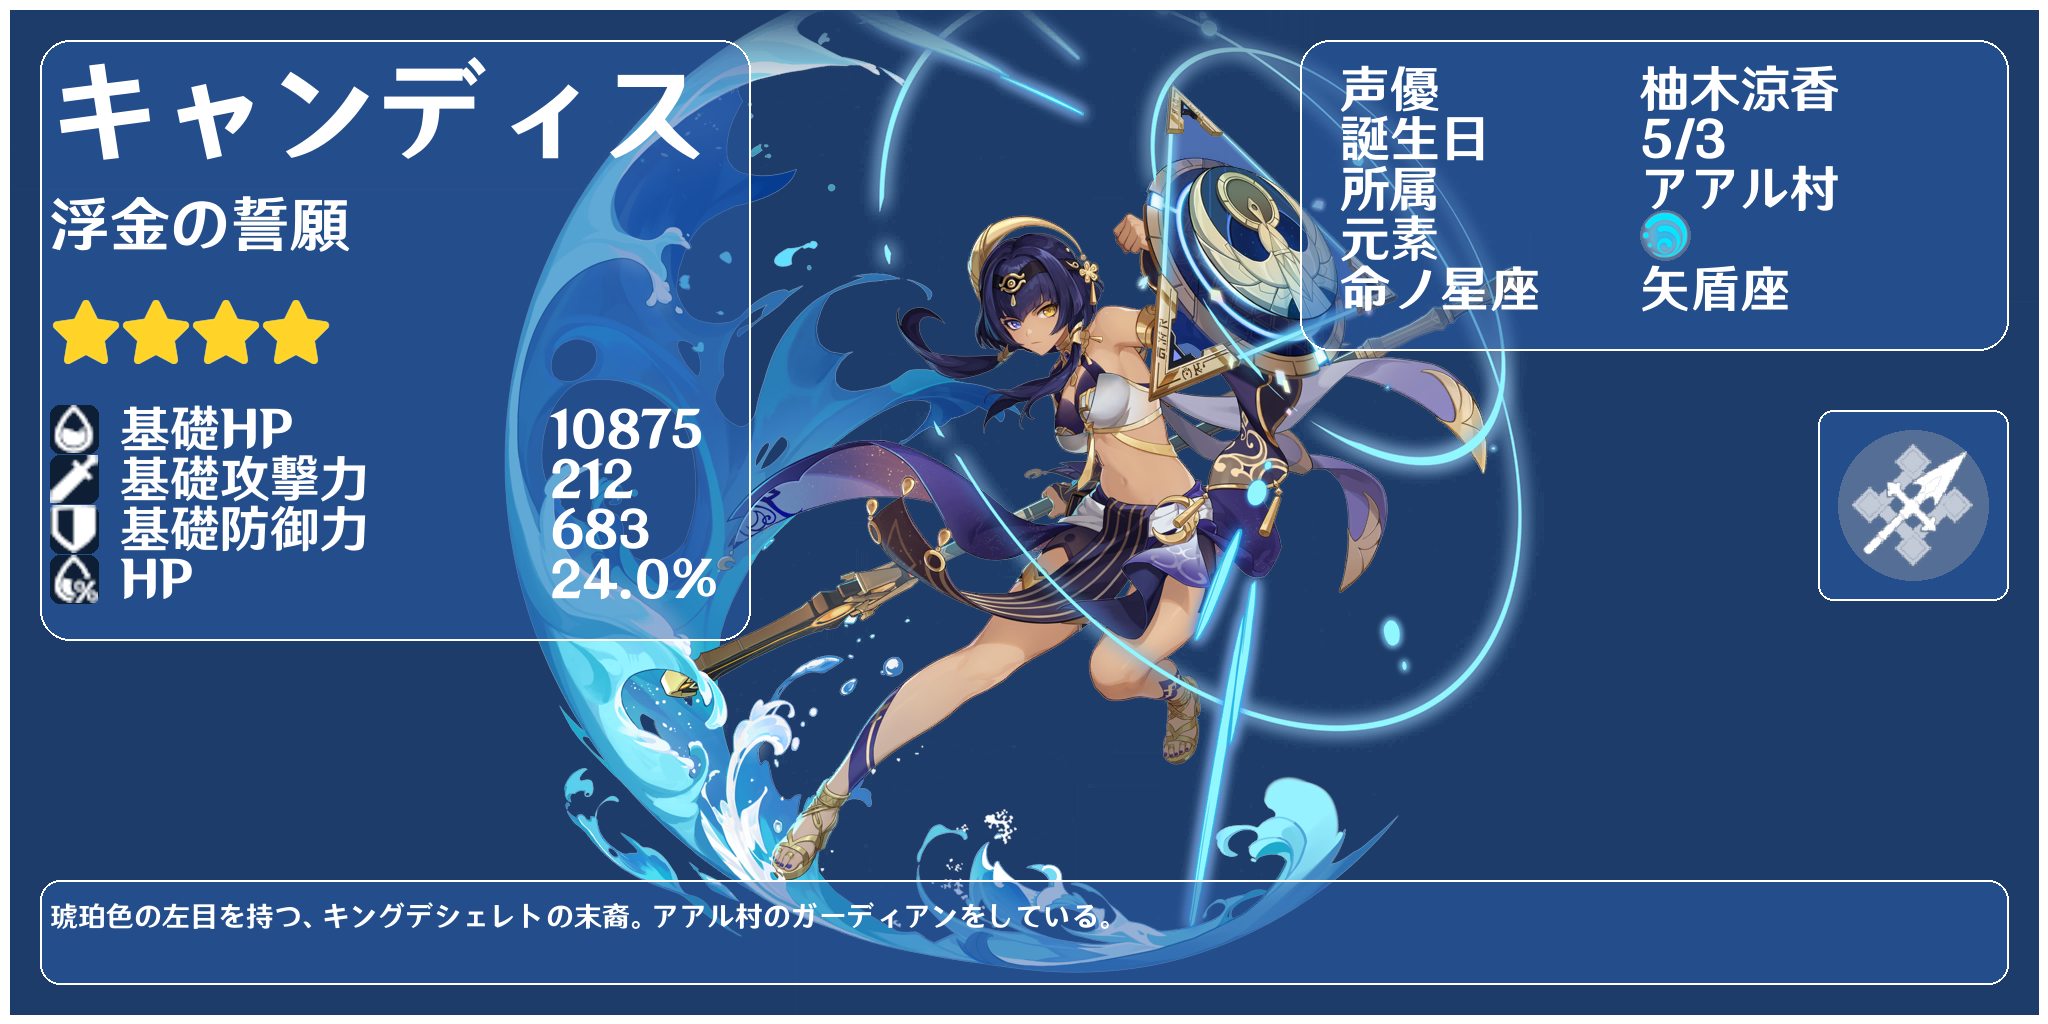 キャンディス
浮金の誓願
基礎HP 10875
基礎攻撃力 212
基礎防御力 683
HP 24.0%
声優 柚木涼香
誕生日 5/3
所属 アアル村
元素
命ノ星座 矢盾座
琥珀色の左目を持つ、キングデシェレトの末裔。アアル村のガーディアンをしている。